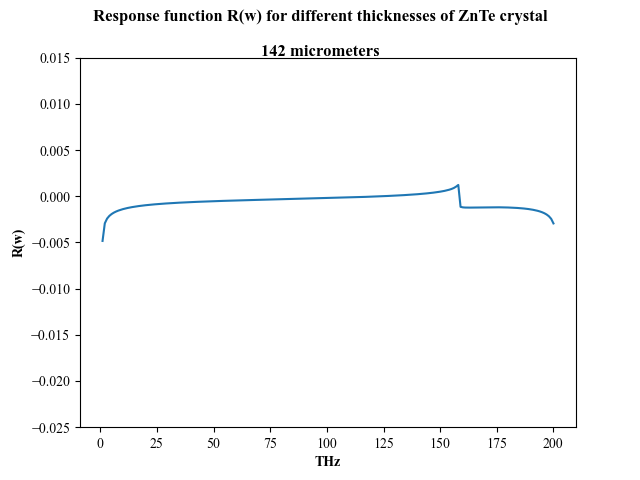 Response function R(w) for different thicknesses of ZnTe crystal
142 micrometers
0.015
0.010
0.005
0.000
−0.005
−0.010
−0.015
−0.020
−0.025
R(w)
0 25 50 75 100 125 150 175 200
THz